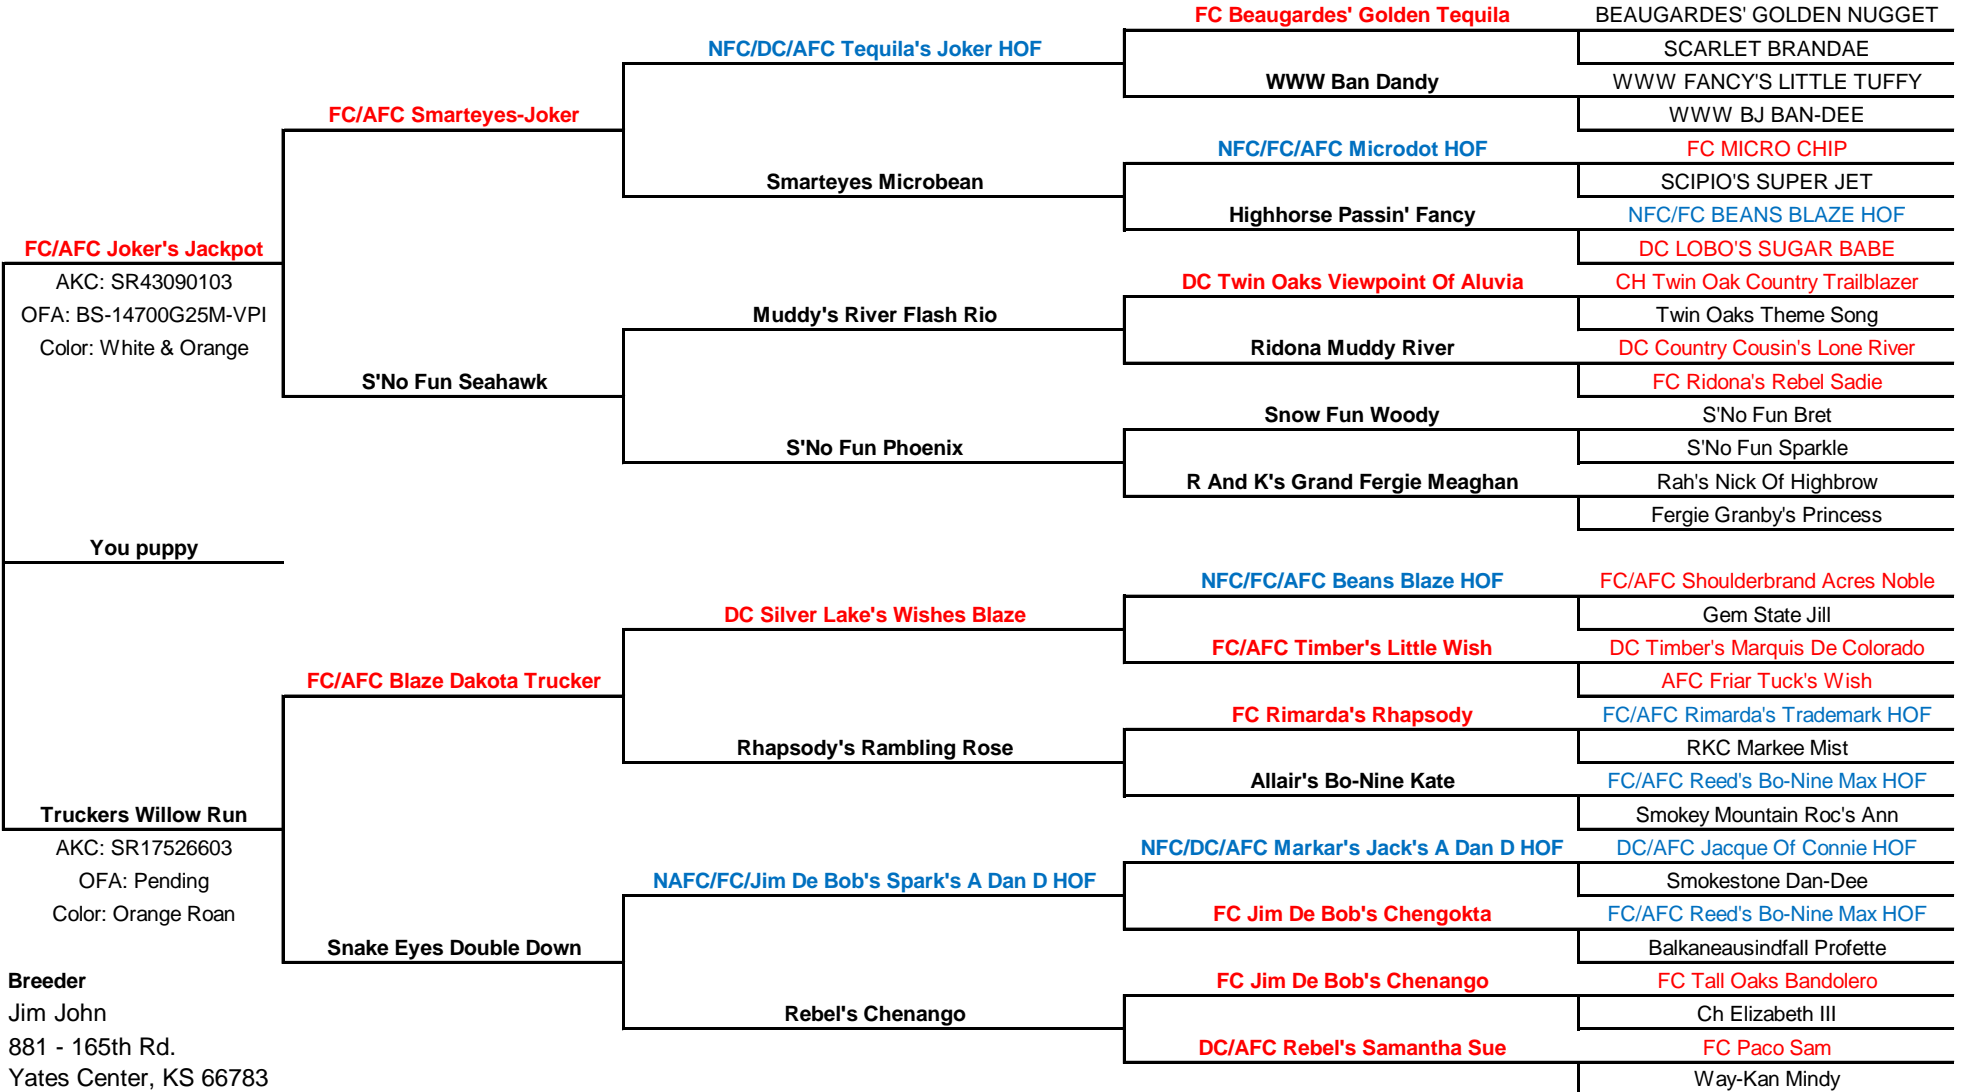 FC Beaugardes' Golden Tequila
BEAUGARDES' GOLDEN NUGGET
NFC/DC/AFC Tequila's Joker HOF
SCARLET BRANDAE
WWW Ban Dandy
WWW FANCY'S LITTLE TUFFY
FC/AFC Smarteyes-Joker
WWW BJ BAN-DEE
NFC/FC/AFC Microdot HOF
FC MICRO CHIP
Smarteyes Microbean
SCIPIO'S SUPER JET
Highhorse Passin' Fancy
NFC/FC BEANS BLAZE HOF
FC/AFC Joker's Jackpot
DC LOBO'S SUGAR BABE
AKC: SR43090103
DC Twin Oaks Viewpoint Of Aluvia
CH Twin Oak Country Trailblazer
OFA: BS-14700G25M-VPI
Muddy's River Flash Rio
Twin Oaks Theme Song
Color: White & Orange
Ridona Muddy River
DC Country Cousin's Lone River
S'No Fun Seahawk
FC Ridona's Rebel Sadie
Snow Fun Woody
S'No Fun Bret
S'No Fun Phoenix
S'No Fun Sparkle
R And K's Grand Fergie Meaghan
Rah's Nick Of Highbrow
Fergie Granby's Princess
You puppy
NFC/FC/AFC Beans Blaze HOF
FC/AFC Shoulderbrand Acres Noble
DC Silver Lake's Wishes Blaze
Gem State Jill
FC/AFC Timber's Little Wish
DC Timber's Marquis De Colorado
FC/AFC Blaze Dakota Trucker
AFC Friar Tuck's Wish
FC Rimarda's Rhapsody
FC/AFC Rimarda's Trademark HOF
Rhapsody's Rambling Rose
RKC Markee Mist
Allair's Bo-Nine Kate
FC/AFC Reed's Bo-Nine Max HOF
Truckers Willow Run
Smokey Mountain Roc's Ann
AKC: SR17526603
NFC/DC/AFC Markar's Jack's A Dan D HOF
DC/AFC Jacque Of Connie HOF
OFA: Pending
NAFC/FC/Jim De Bob's Spark's A Dan D HOF
Smokestone Dan-Dee
Color: Orange Roan
FC Jim De Bob's Chengokta
FC/AFC Reed's Bo-Nine Max HOF
Snake Eyes Double Down
Balkaneausindfall Profette
Breeder
FC Jim De Bob's Chenango
FC Tall Oaks Bandolero
Jim John
Rebel's Chenango
Ch Elizabeth III
881 - 165th Rd.
DC/AFC Rebel's Samantha Sue
FC Paco Sam
Yates Center, KS 66783
Way-Kan Mindy